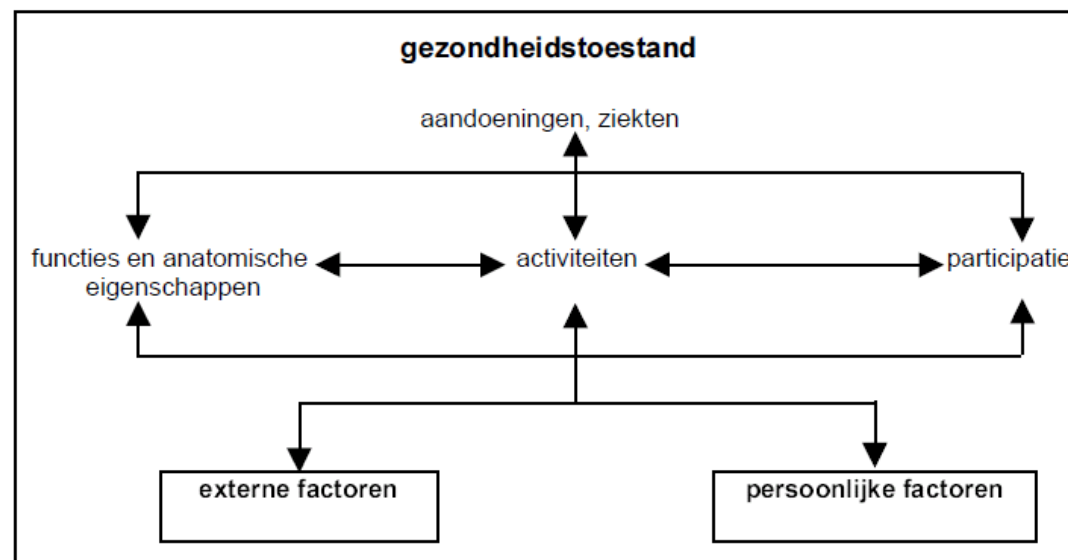 gezondheidstoestand
aandoeningen, ziekten
functies en anatomische
eigenschappen
activiteiten
participatie
externe factoren
persoonlijke factoren